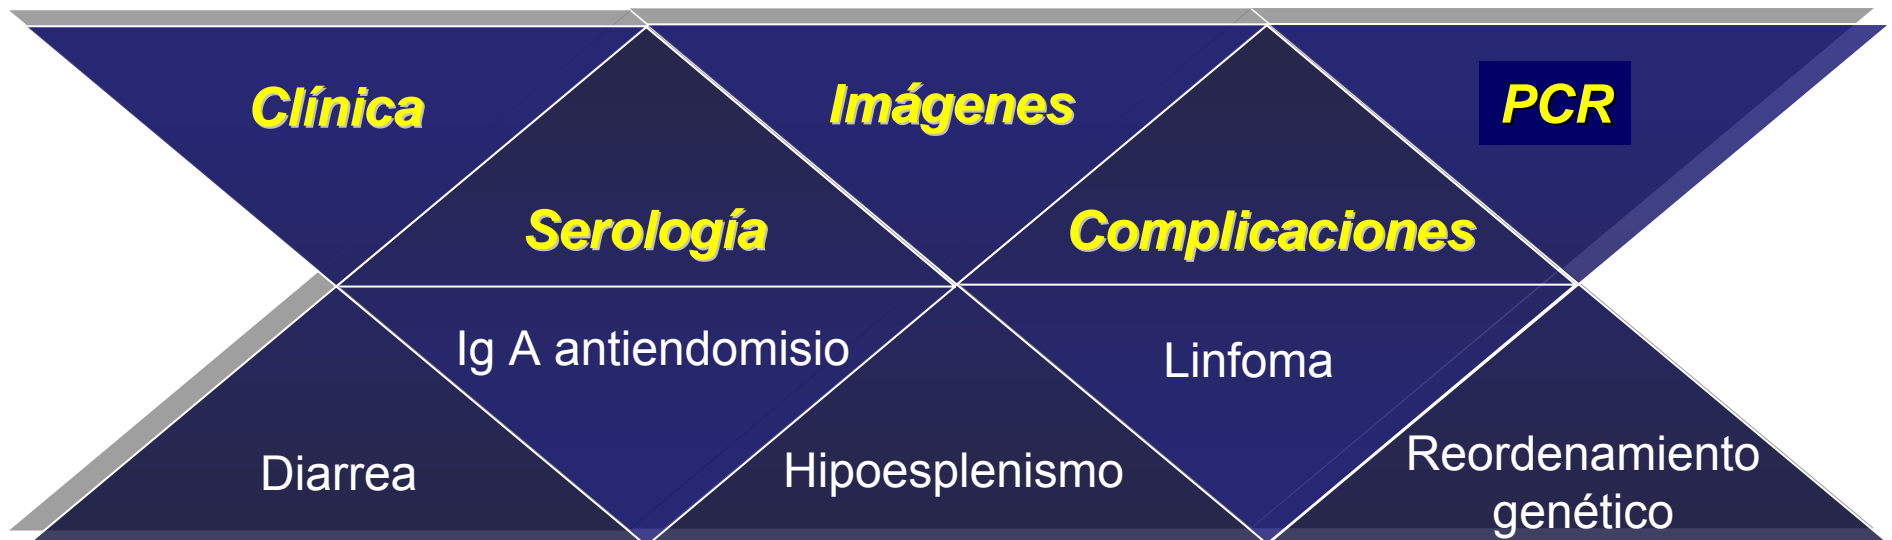 Clínica
Imágenes
PCR
Serología
Complicaciones
Ig A antiendomisio
Linfoma
Diarrea
Hipoesplenismo
Reordenamiento
genético